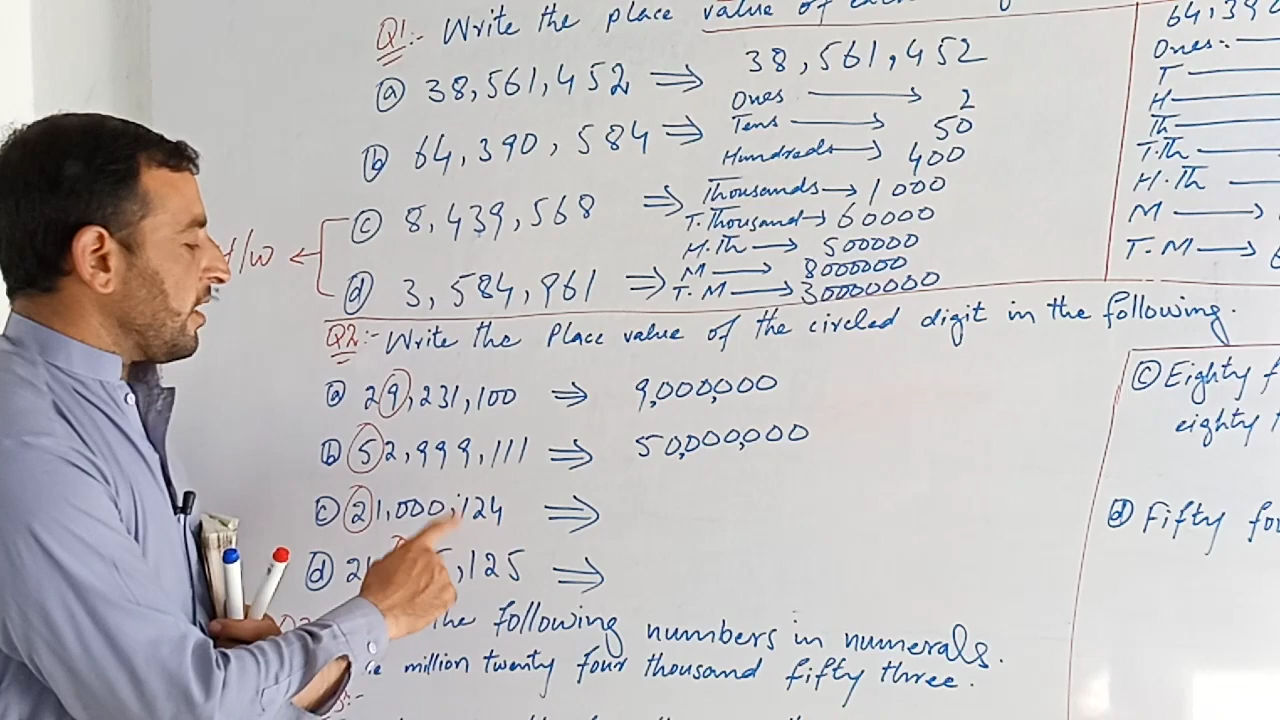 Q1:- Write the place value of
(a) 38,561,452 ⇒ 38,561,452
Ones → 2
Tens → 50
Hundreds → 400
Thousands → 1000
T.Thousand → 60000
H.Th → 500000
M → 8000000
T.M → 30000000
(b) 64,390,584 ⇒
(c) 8,439,568 ⇒
(d) 3,584,961 ⇒
H/W ←
64,390
Ones:-
T
H
Th
T.Th
H.Th
M →
T.M →
Q2:- Write the Place value of the circled digit in the following.
(a) 29,231,100 ⇒ 9,000,000
(b) 52,999,111 ⇒ 50,000,000
(c) 21,000,124 ⇒
(d) 5,125 ⇒
the following numbers in numerals.
million twenty four thousand fifty three.
(c) Eighty
eighty
(d) Fifty